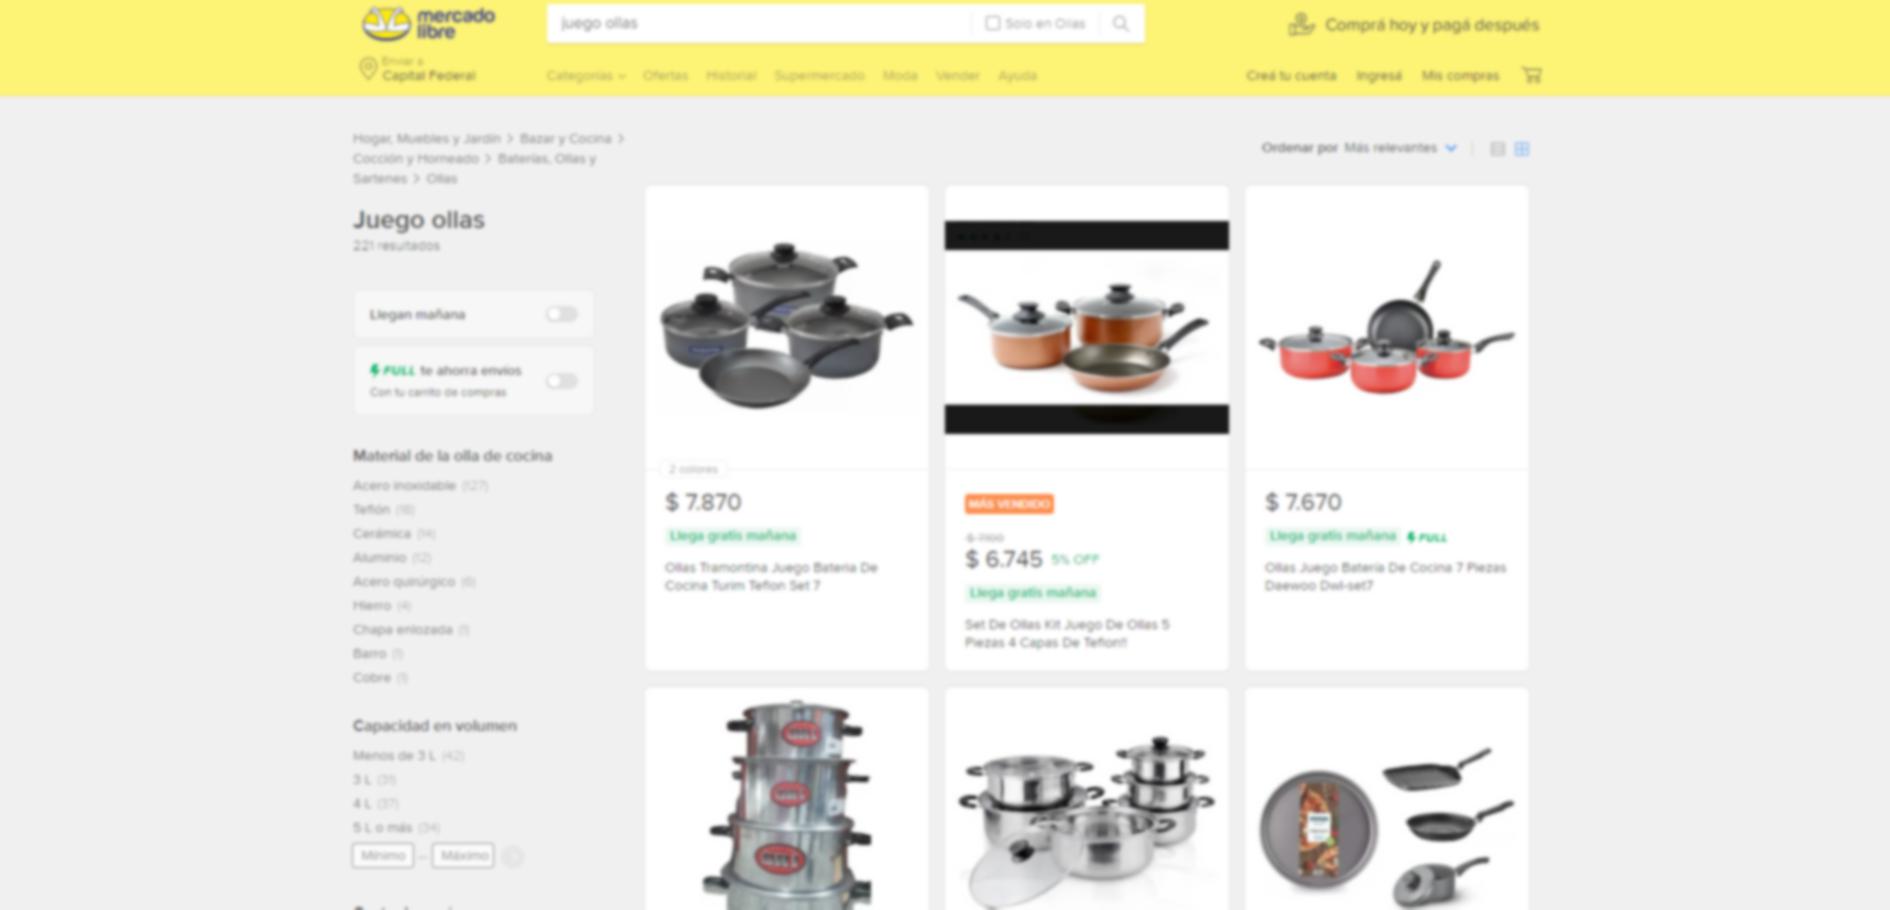 mercado
libre
juego ollas
Solo en Ollas
Comprá hoy y pagá después
Enviar a
Capital Federal
Categorías
Ofertas
Historial
Supermercado
Moda
Vender
Ayuda
Creá tu cuenta
Ingresá
Mis compras
Hogar, Muebles y Jardín > Bazar y Cocina >
Cocción y Horneado > Baterías, Ollas y
Sartenes > Ollas
Ordenar por Más relevantes
Juego ollas
221 resultados
Llegan mañana
FULL te ahorra envíos
Con tu carrito de compras
Material de la olla de cocina
Acero inoxidable (127)
Teflón (18)
Cerámica (14)
Aluminio (12)
Acero quirúrgico (6)
Hierro (4)
Chapa enlozada (1)
Barro (1)
Cobre (1)
Capacidad en volumen
Menos de 3 L (42)
3 L (31)
4 L (37)
5 L o más (34)
Mínimo – Máximo
2 colores
$ 7.870
Llega gratis mañana
Ollas Tramontina Juego Bateria De
Cocina Turim Teflon Set 7
MÁS VENDIDO
$ 7.100
$ 6.745 5% OFF
Llega gratis mañana
Set De Ollas Kit Juego De Ollas 5
Piezas 4 Capas De Teflon!!
$ 7.670
Llega gratis mañana FULL
Ollas Juego Batería De Cocina 7 Piezas
Daewoo Dwl-set7